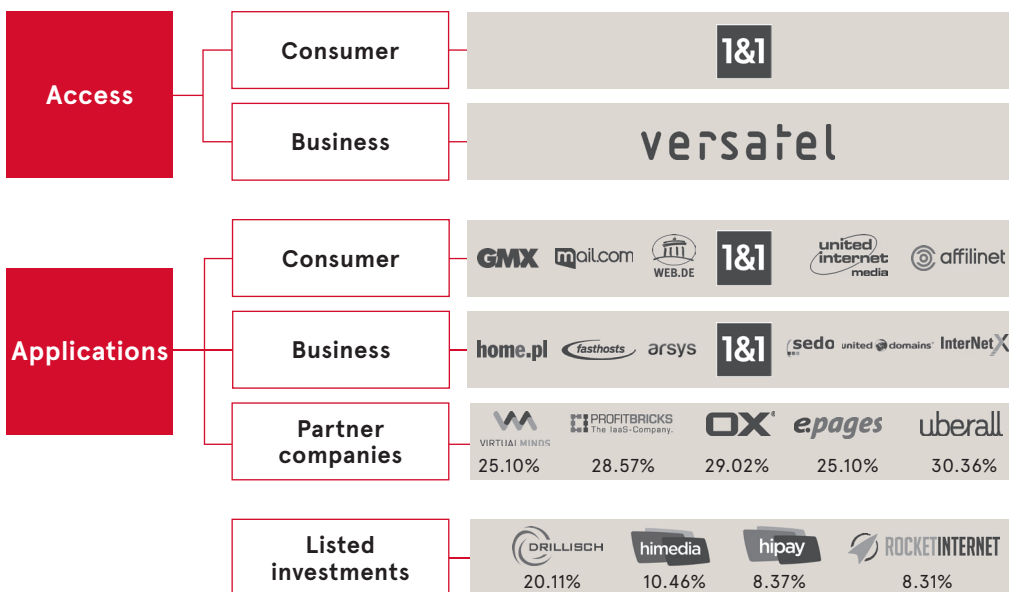 Access
Consumer
1&1
Business
versatel
Applications
Consumer
GMX mail.com WEB.DE 1&1 united internet media affilinet
Business
home.pl fasthosts arsys 1&1 sedo united domains InterNetX
Partner
companies
VIRTUAL MINDS PROFITBRICKS OX epages uberall
The IaaS-Company.
25.10% 28.57% 29.02% 25.10% 30.36%
Listed
investments
DRILLISCH himedia hipay ROCKETINTERNET
20.11% 10.46% 8.37% 8.31%